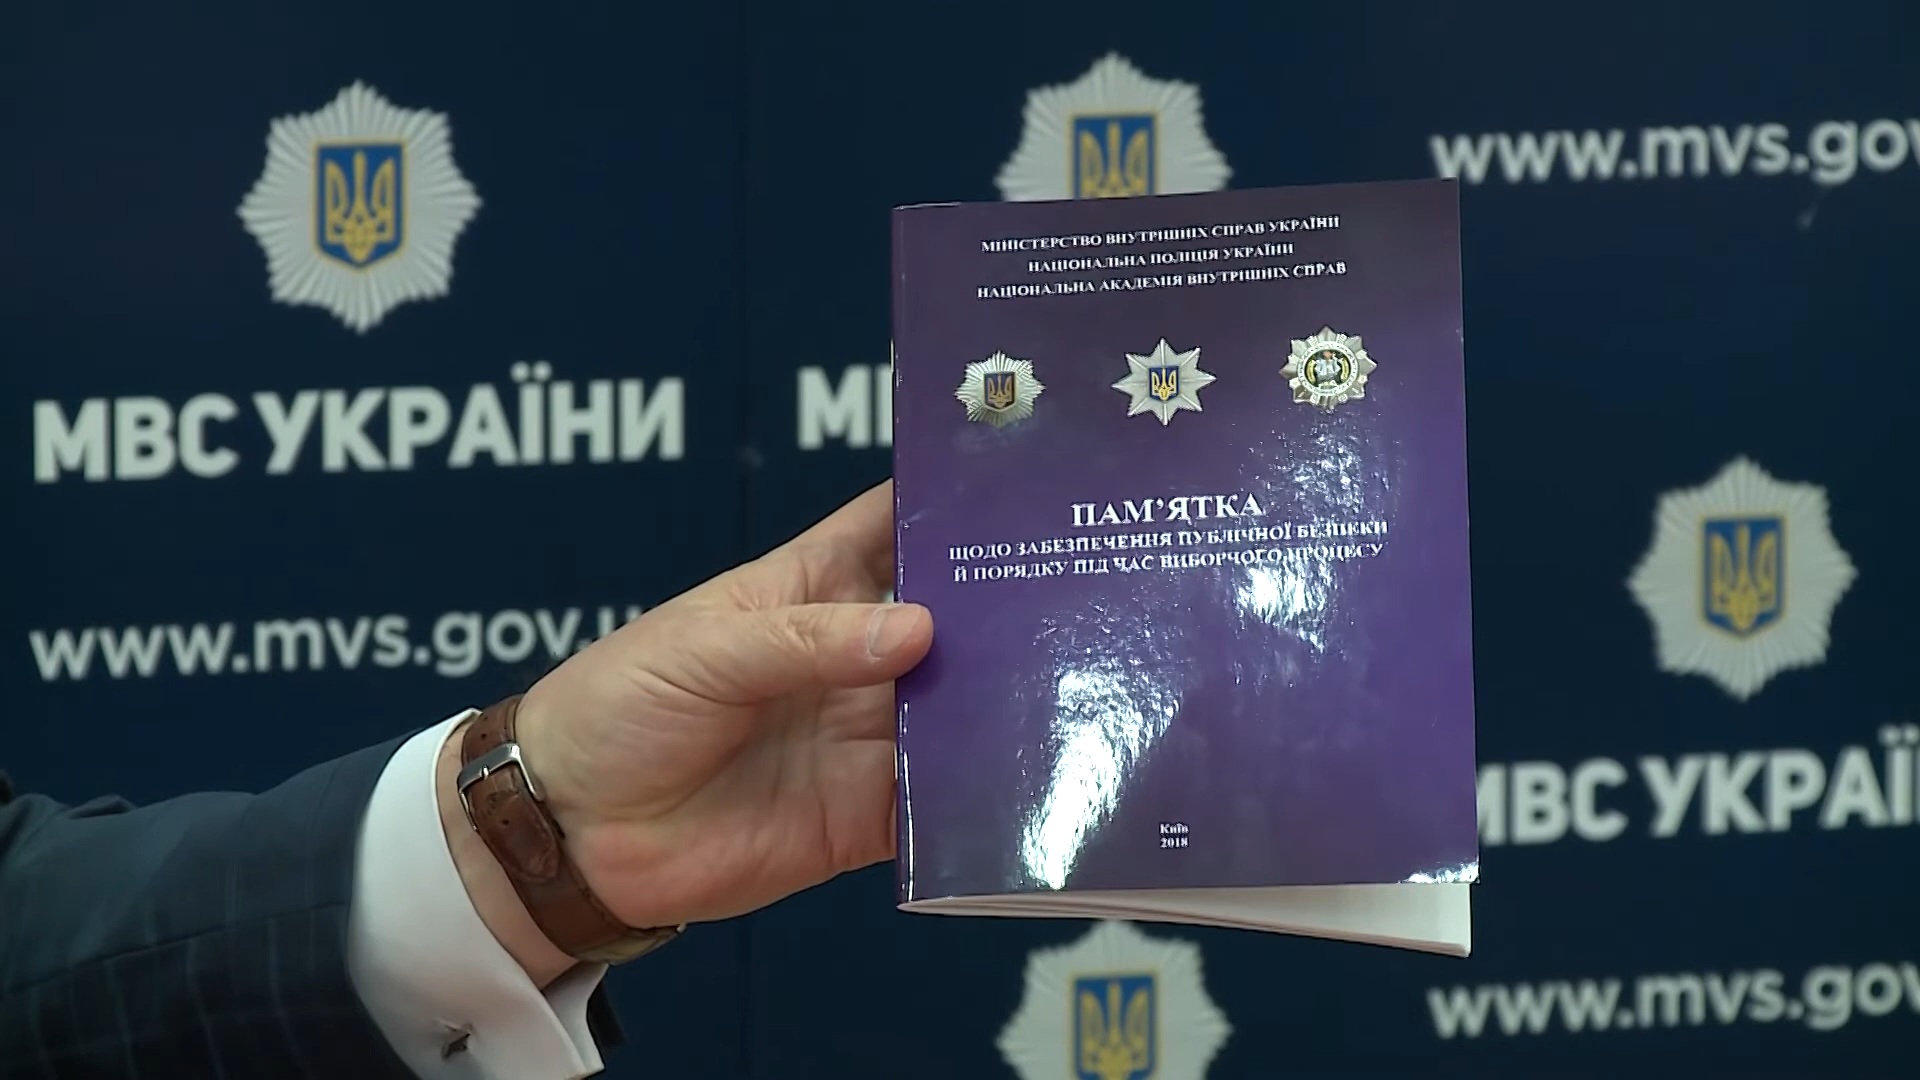 www.mvs.gov
МВС УКРАЇНИ
www.mvs.gov.u
МІНІСТЕРСТВО ВНУТРІШНІХ СПРАВ УКРАЇНИ
НАЦІОНАЛЬНА ПОЛІЦІЯ УКРАЇНИ
НАЦІОНАЛЬНА АКАДЕМІЯ ВНУТРІШНІХ СПРАВ
ПАМ’ЯТКА
ЩОДО ЗАБЕЗПЕЧЕННЯ ПУБЛІЧНОЇ БЕЗПЕКИ
Й ПОРЯДКУ ПІД ЧАС ВИБОРЧОГО ПРОЦЕСУ
Київ
2018
МВС УКРАЇ
www.mvs.gov